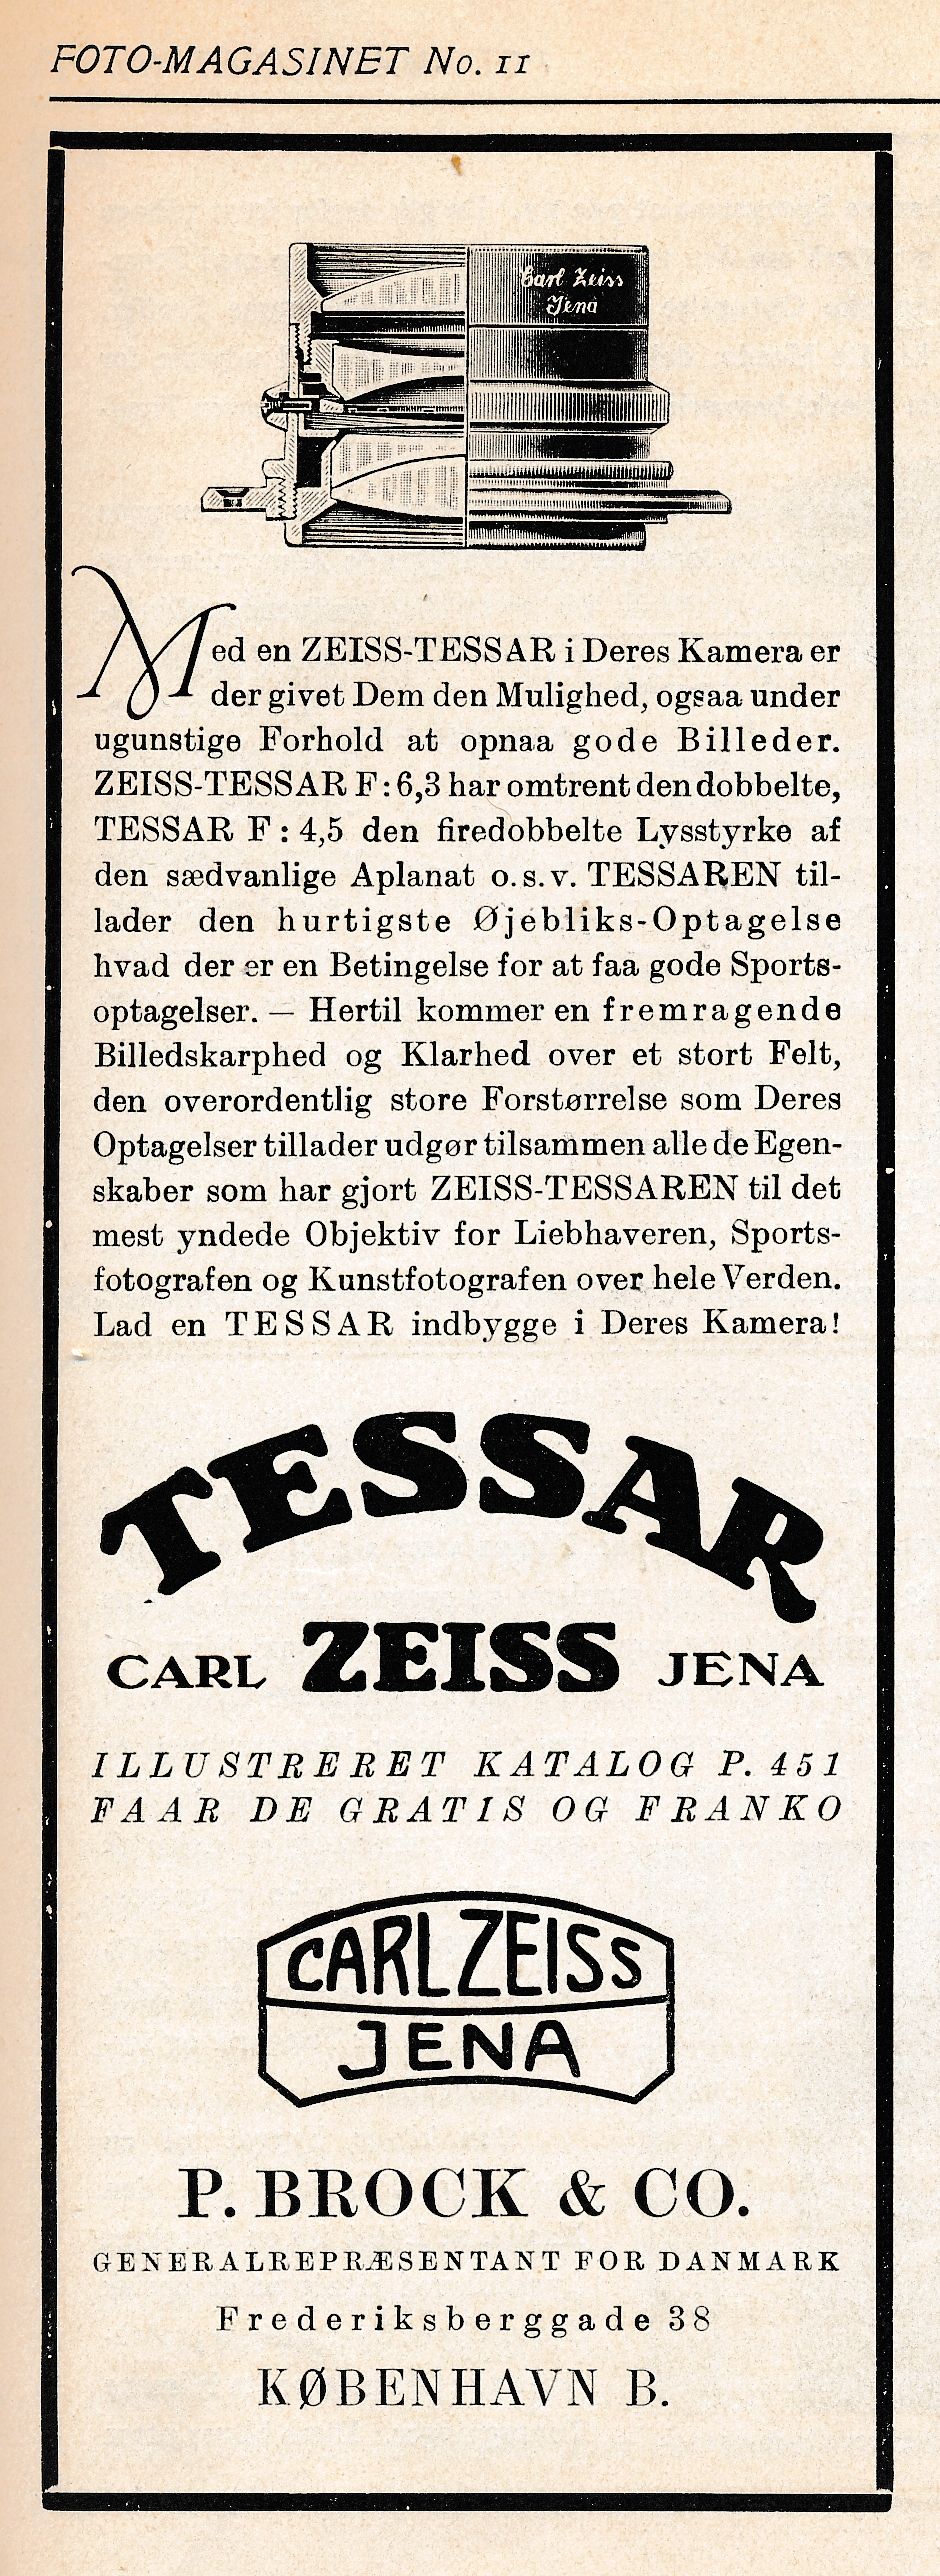 FOTO-MAGASINET No. 11
Carl Zeiss
Jena
Med en ZEISS-TESSAR i Deres Kamera er
der givet Dem den Mulighed, ogsaa under
ugunstige Forhold at opnaa gode Billeder.
ZEISS-TESSAR F:6,3 har omtrent den dobbelte,
TESSAR F : 4,5 den firedobbelte Lysstyrke af
den sædvanlige Aplanat o.s.v. TESSAREN til-
lader den hurtigste Øjebliks-Optagelse
hvad der er en Betingelse for at faa gode Sports-
optagelser. — Hertil kommer en fremragende
Billedskarphed og Klarhed over et stort Felt,
den overordentlig store Forstørrelse som Deres
Optagelser tillader udgør tilsammen alle de Egen-
skaber som har gjort ZEISS-TESSAREN til det
mest yndede Objektiv for Liebhaveren, Sports-
fotografen og Kunstfotografen over hele Verden.
Lad en TESSAR indbygge i Deres Kamera!
TESSAR
CARL ZEISS JENA
ILLUSTRERET KATALOG P. 451
FAAR DE GRATIS OG FRANKO
CARL ZEISS
JENA
P. BROCK & CO.
GENERALREPRÆSENTANT FOR DANMARK
Frederiksberggade 38
KØBENHAVN B.